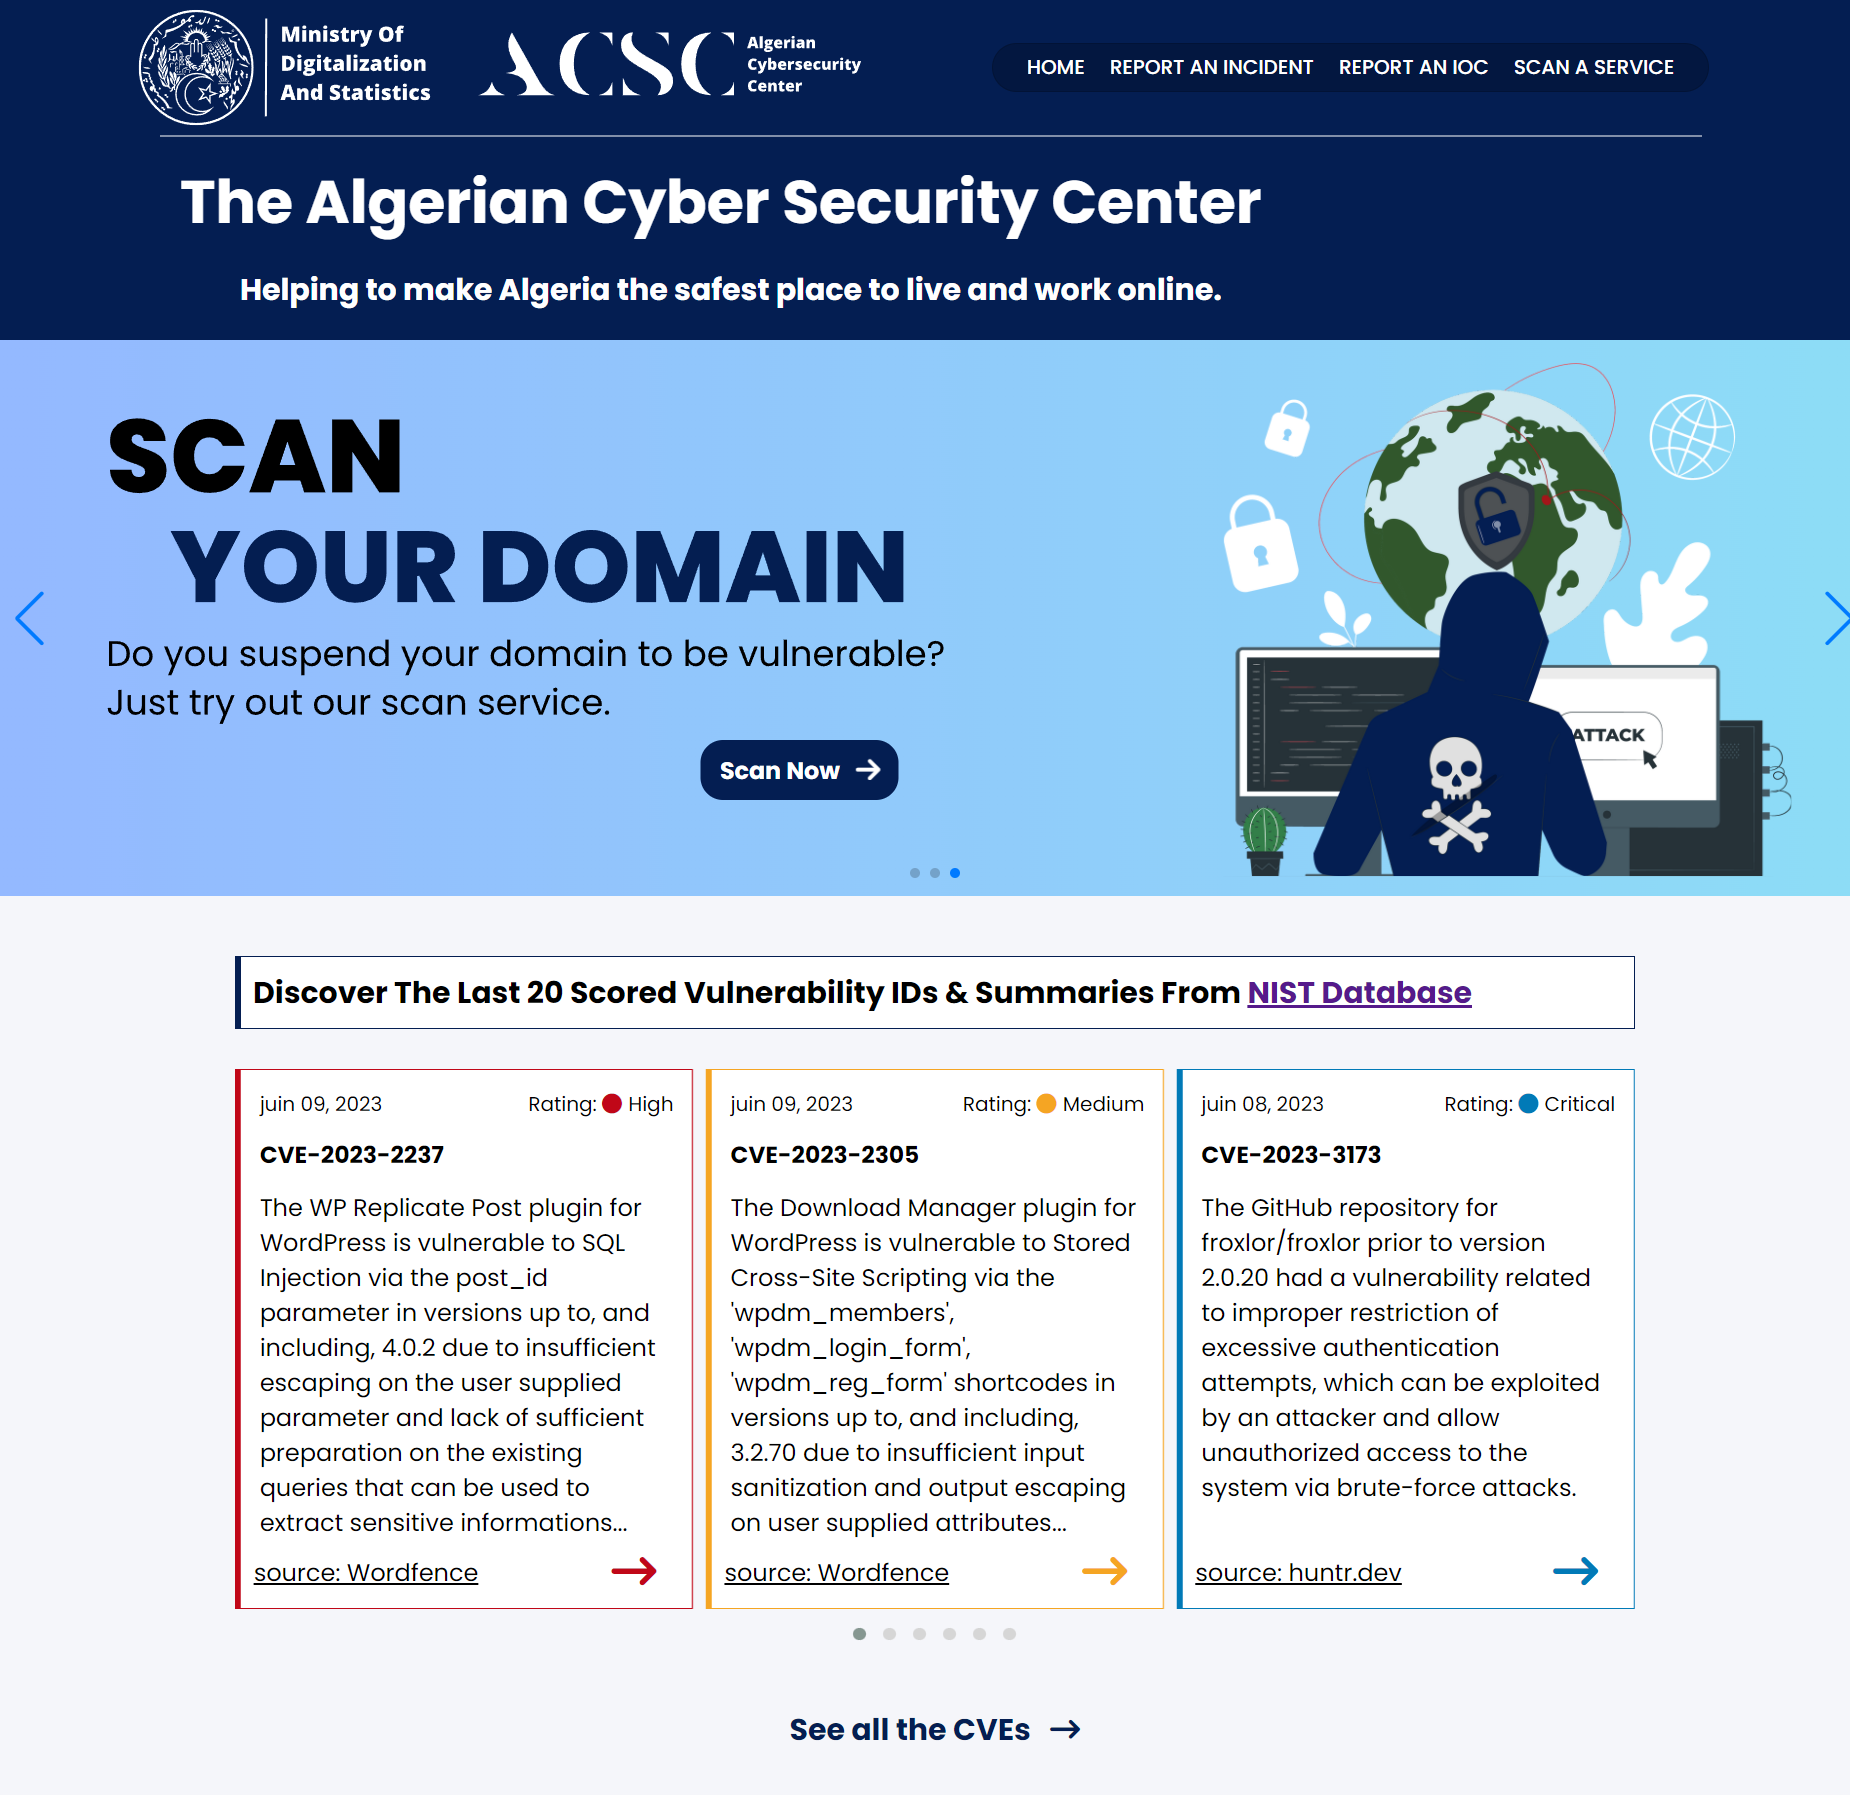 Ministry Of
Digitalization
And Statistics
ACSC
Algerian
Cybersecurity
Center
HOME REPORT AN INCIDENT REPORT AN IOC SCAN A SERVICE
The Algerian Cyber Security Center
Helping to make Algeria the safest place to live and work online.
SCAN
YOUR DOMAIN
Do you suspend your domain to be vulnerable?
Just try out our scan service.
Scan Now
ATTACK
Discover The Last 20 Scored Vulnerability IDs & Summaries From NIST Database
juin 09, 2023 Rating: High
CVE-2023-2237
The WP Replicate Post plugin for
WordPress is vulnerable to SQL
Injection via the post_id
parameter in versions up to, and
including, 4.0.2 due to insufficient
escaping on the user supplied
parameter and lack of sufficient
preparation on the existing
queries that can be used to
extract sensitive informations...
source: Wordfence
juin 09, 2023 Rating: Medium
CVE-2023-2305
The Download Manager plugin for
WordPress is vulnerable to Stored
Cross-Site Scripting via the
'wpdm_members',
'wpdm_login_form',
'wpdm_reg_form' shortcodes in
versions up to, and including,
3.2.70 due to insufficient input
sanitization and output escaping
on user supplied attributes...
source: Wordfence
juin 08, 2023 Rating: Critical
CVE-2023-3173
The GitHub repository for
froxlor/froxlor prior to version
2.0.20 had a vulnerability related
to improper restriction of
excessive authentication
attempts, which can be exploited
by an attacker and allow
unauthorized access to the
system via brute-force attacks.
source: huntr.dev
See all the CVEs